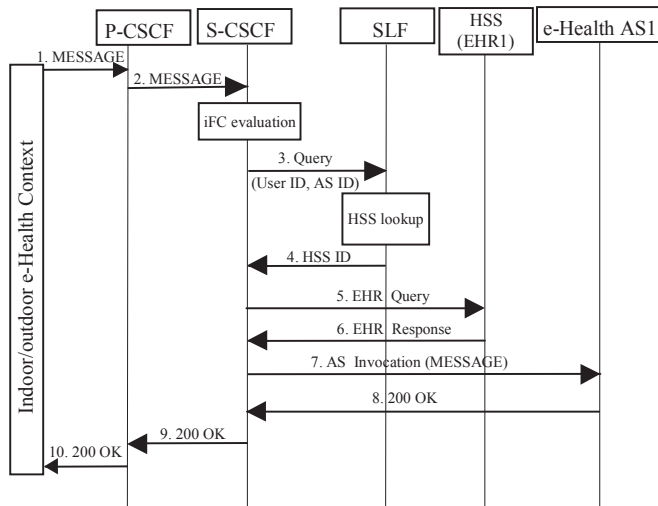 P-CSCF
S-CSCF
SLF
HSS
(EHR1)
e-Health AS1
1. MESSAGE
2. MESSAGE
iFC evaluation
3. Query
(User ID, AS ID)
HSS lookup
4. HSS ID
5. EHR Query
6. EHR Response
7. AS Invocation (MESSAGE)
8. 200 OK
9. 200 OK
10. 200 OK
Indoor/outdoor e-Health Context